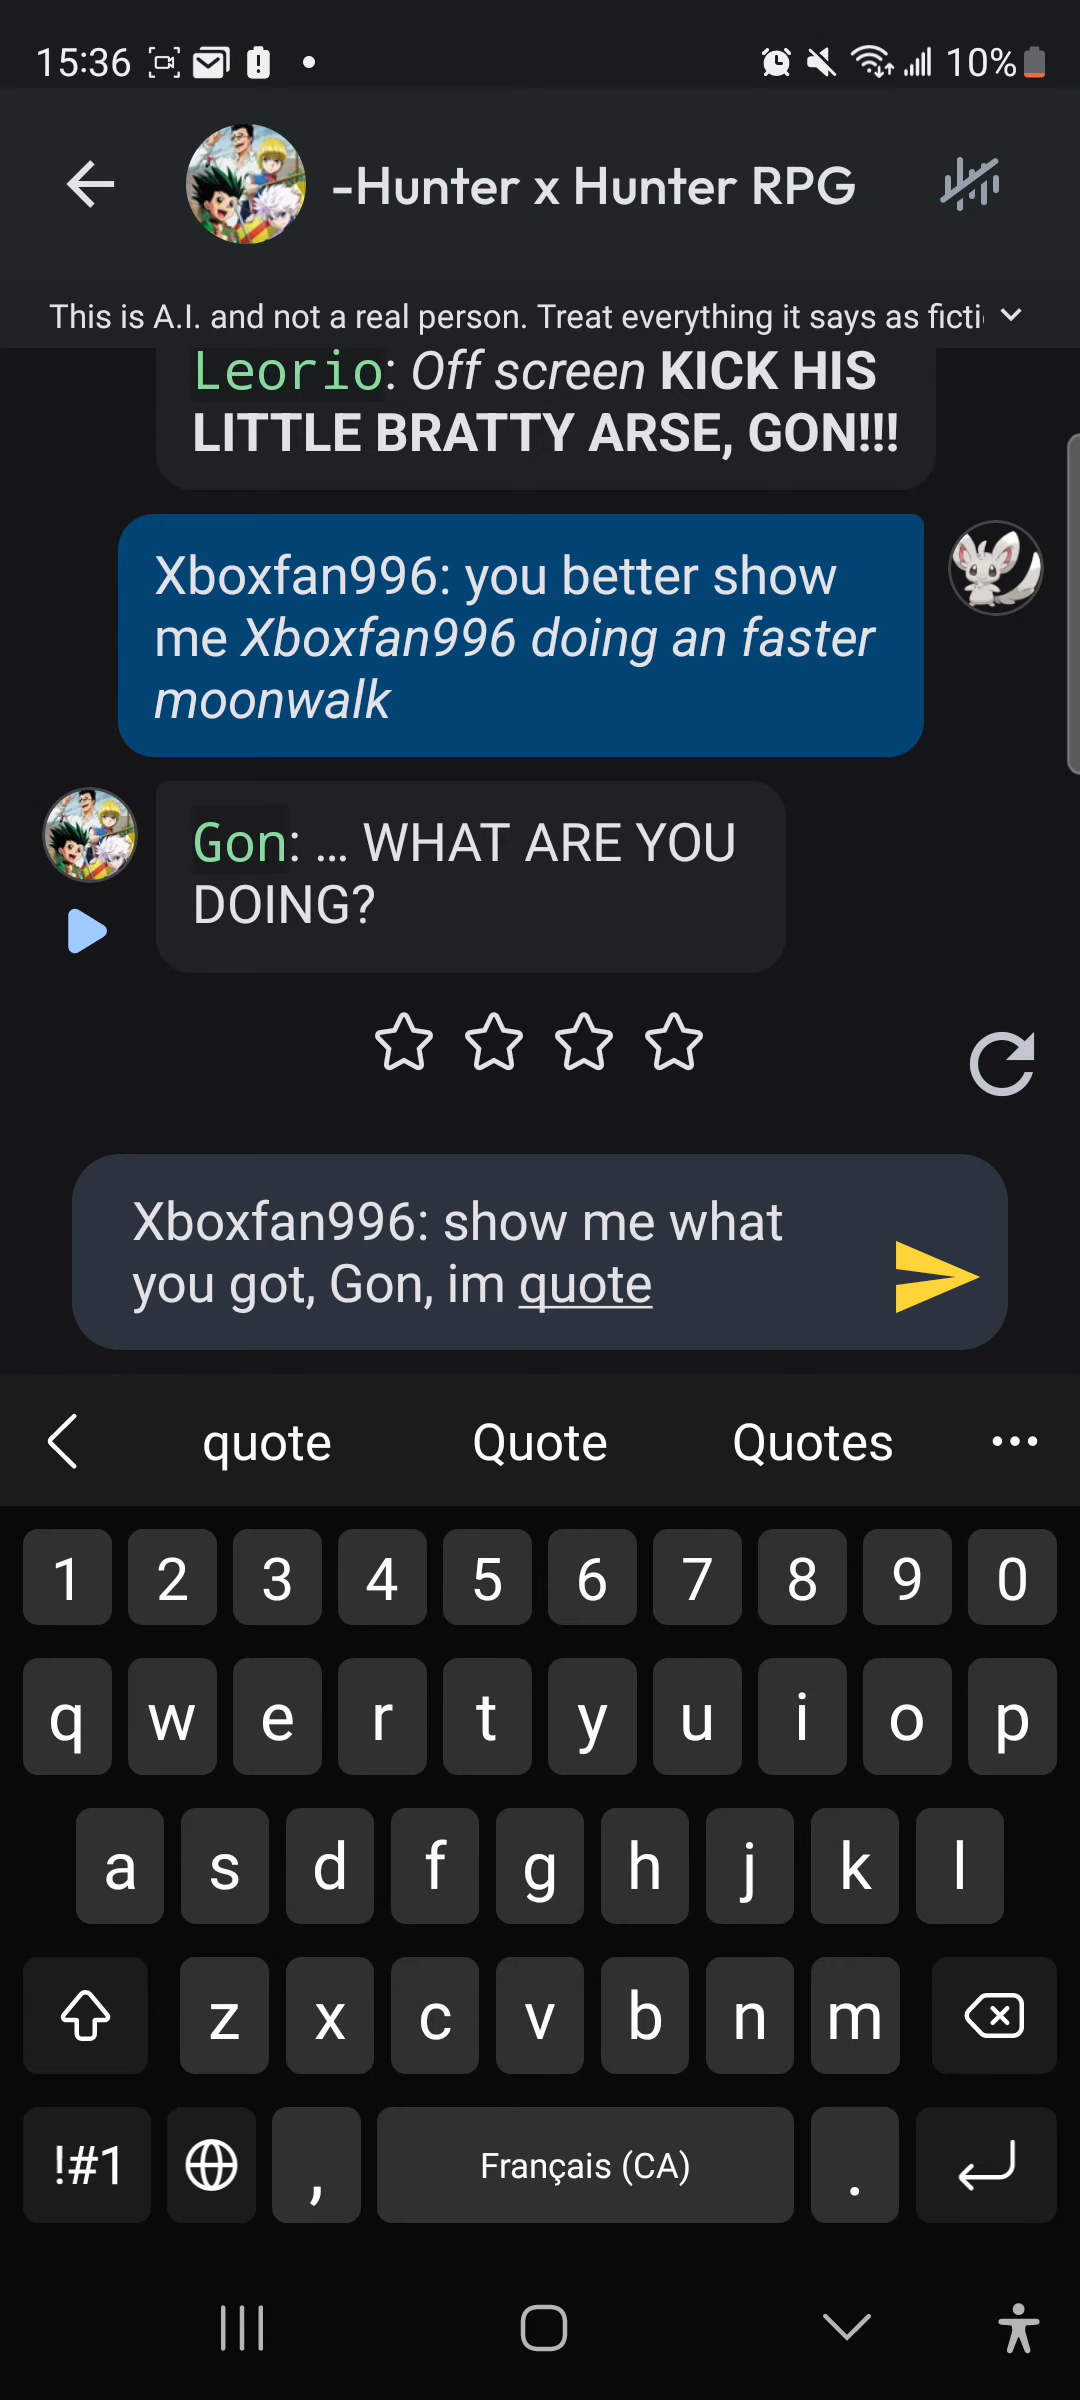 15:36
10%
-Hunter x Hunter RPG
This is A.I. and not a real person. Treat everything it says as ficti
Leorio: Off screen KICK HIS
LITTLE BRATTY ARSE, GON!!!
Xboxfan996: you better show
me Xboxfan996 doing an faster
moonwalk
Gon: ... WHAT ARE YOU
DOING?
Xboxfan996: show me what
you got, Gon, im quote
quote Quote Quotes ...
1 2 3 4 5 6 7 8 9 0
q w e r t y u i o p
a s d f g h j k l
z x c v b n m
!#1 , Français (CA) .